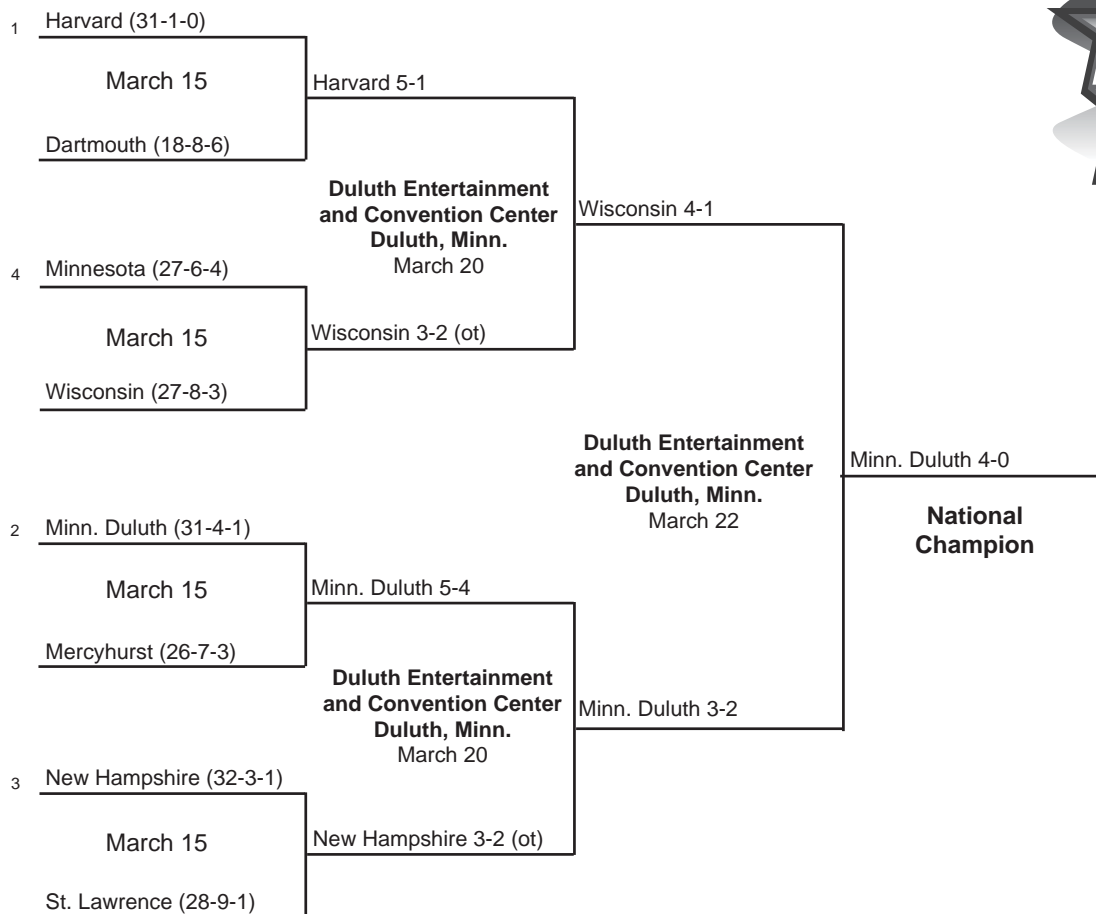 1 Harvard (31-1-0)
March 15
Dartmouth (18-8-6)
Harvard 5-1
Duluth Entertainment
and Convention Center
Duluth, Minn.
March 20
4 Minnesota (27-6-4)
March 15
Wisconsin (27-8-3)
Wisconsin 3-2 (ot)
Wisconsin 4-1
Duluth Entertainment
and Convention Center
Duluth, Minn.
March 22
Minn. Duluth 4-0
National
Champion
2 Minn. Duluth (31-4-1)
March 15
Mercyhurst (26-7-3)
Minn. Duluth 5-4
Duluth Entertainment
and Convention Center
Duluth, Minn.
March 20
Minn. Duluth 3-2
3 New Hampshire (32-3-1)
March 15
St. Lawrence (28-9-1)
New Hampshire 3-2 (ot)